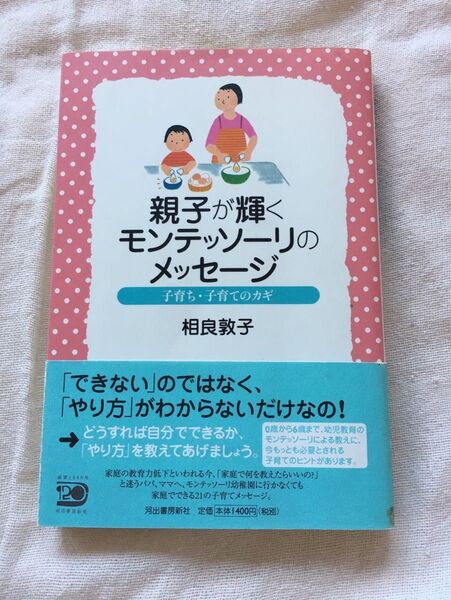 親子が輝く
モンテッソーリの
メッセージ
子育ち・子育てのカギ
相良敦子
「できない」のではなく、
「やり方」がわからないだけなの!
→どうすれば自分でできるか、
「やり方」を教えてあげましょう。
0歳から6歳まで、幼児教育の
モンテッソーリによる教えに、
今もっとも必要とされる
子育てのヒントがあります。
家庭の教育力低下といわれる今、「家庭で何を教えたらいいの?」
と迷うパパ、ママへ、モンテッソーリ幼稚園に行かなくても
家庭でできる21の子育てメッセージ。
120
河出書房新社
河出書房新社 定価 本体1400円(税別)